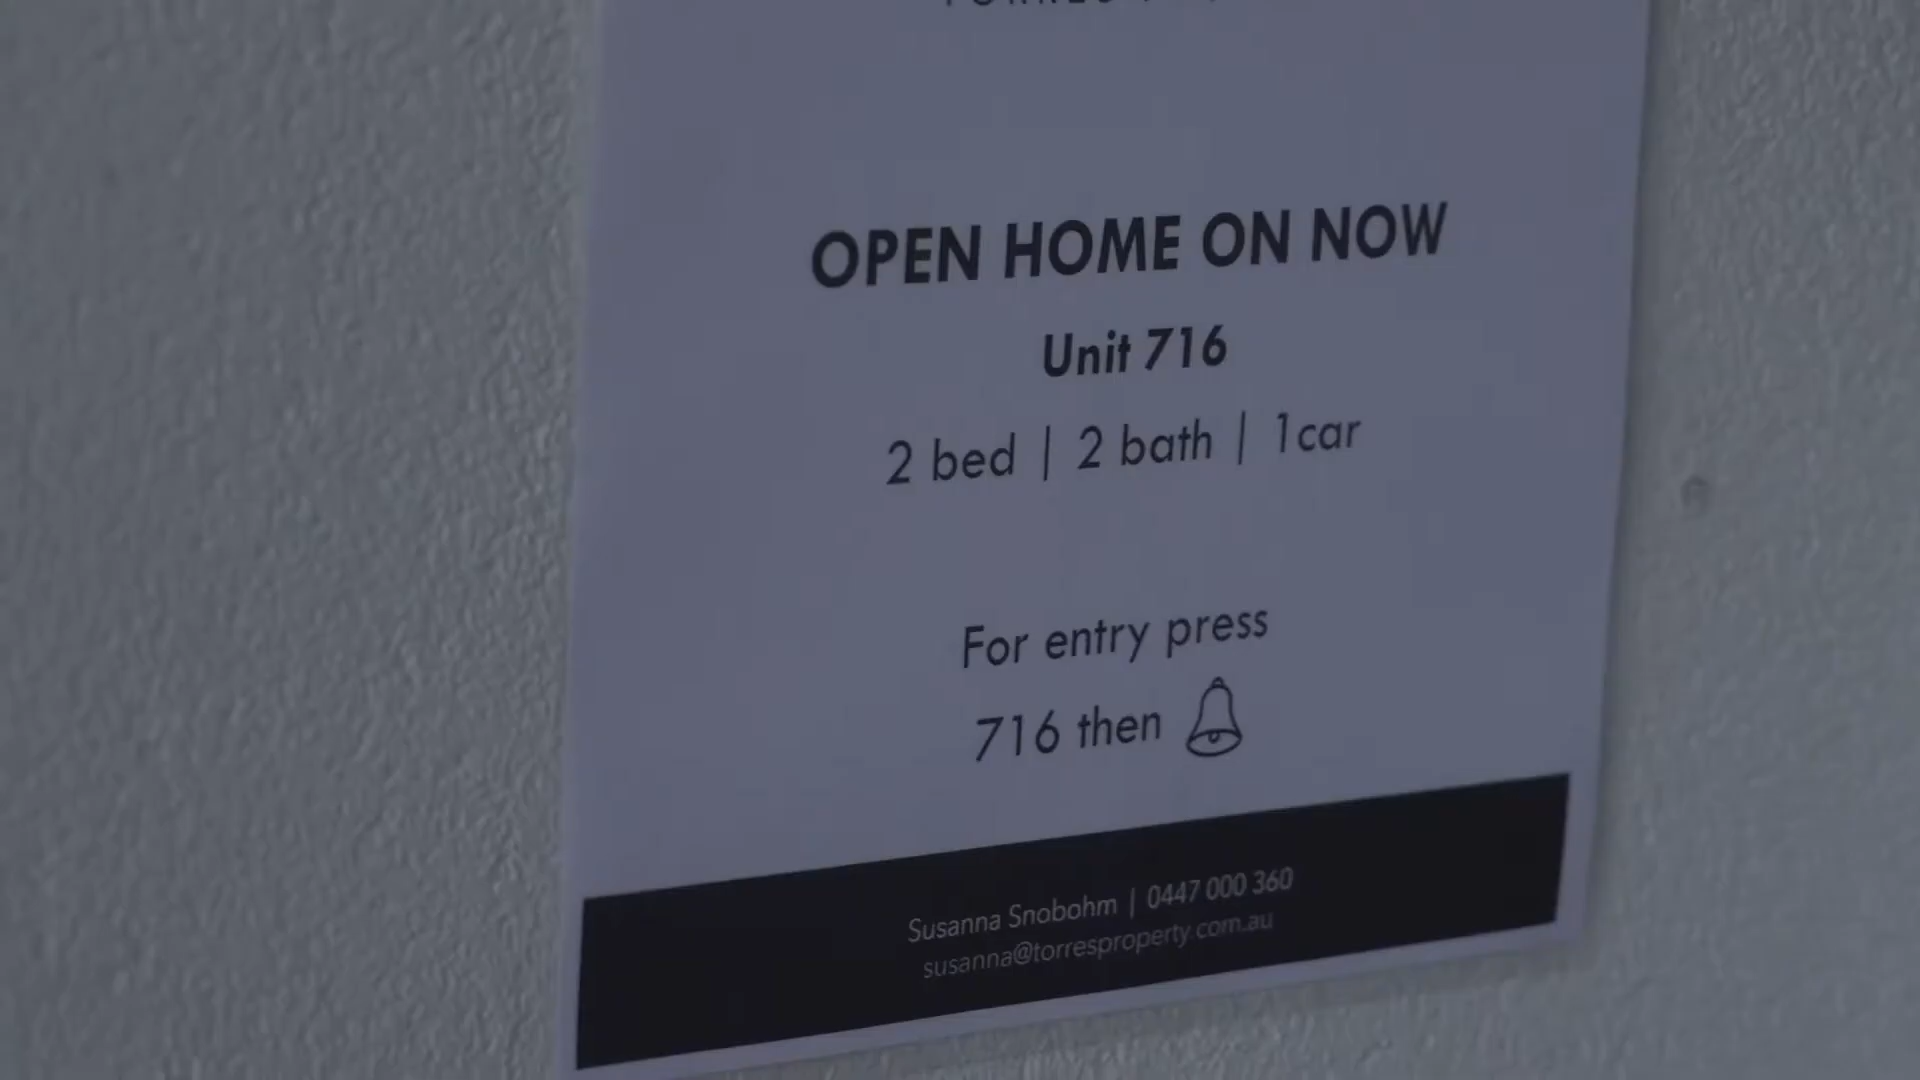 OPEN HOME ON NOW
Unit 716
2 bed | 2 bath | 1car
For entry press
716 then
Susanna Snobohm | 0447 000 360
susanna@torresproperty.com.au